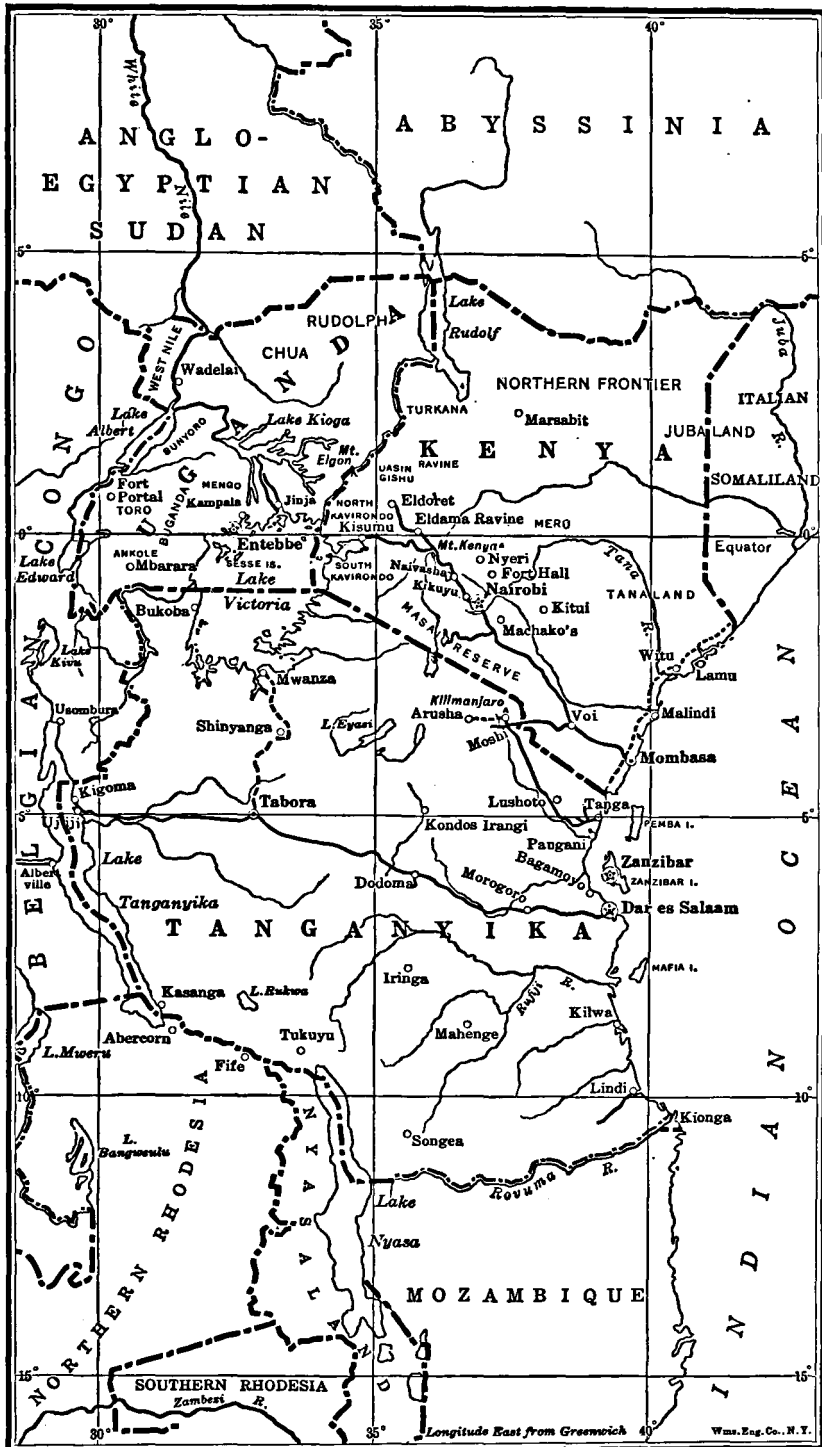 30°
35°
40°
White
Nile
ANGLO-
EGYPTIAN
SUDAN
ABYSSINIA
5°
5°
Lake
Rudolf
RUDOLPH
CHUA
WEST NILE
Wadelai
UGANDA
Juba
R.
ITALIAN
SOMALILAND
NORTHERN FRONTIER
TURKANA
Marsabit
JUBALAND
KENYA
Lake
Albert
BUNYORO
Lake Kioga
Mt.
Elgon
UASIN
GISHU
RAVINE
BELGIAN CONGO
Fort
Portal
TORO
MENGO
Kampala
BUGANDA
Jinja
NORTH
KAVIRONDO
Kisumu
Eldoret
Eldama Ravine
MERO
0°
0°
Equator
Entebbe
SESSE IS.
Lake
Edward
ANKOLE
Mbarara
SOUTH
KAVIRONDO
Mt. Kenya
Nyeri
Naivasha
Fort Hall
Kikuyu
Nairobi
Tana
R.
TANALAND
Kitui
Machako's
Lake
Victoria
Bukoba
MASAI RESERVE
Lake
Kivu
Mwanza
Witu
Lamu
Usumbura
Shinyanga
L. Eyasi
Kilimanjaro
Arusha
Moshi
Voi
Malindi
Mombasa
Kigoma
Ujiji
Tabora
Lushoto
Tanga
5°
5°
Kondos Irangi
PEMBA I.
Pangani
Bagamoyo
Zanzibar
ZANZIBAR I.
Albert
ville
Lake
Tanganyika
Dodoma
Morogoro
Dar es Salaam
TANGANYIKA
MAFIA I.
Iringa
Kasanga
L. Rukwa
Rufiji R.
Kilwa
Abercorn
Mahenge
Tukuyu
L. Mweru
Fife
10°
10°
Lindi
Kionga
L.
Bangweulu
Songea
Rovuma R.
NORTHERN RHODESIA
NYASALAND
Lake
Nyasa
MOZAMBIQUE
INDIAN OCEAN
15°
15°
SOUTHERN RHODESIA
Zambezi R.
30°
35°
Longitude East from Greenwich
40°
Wms. Eng. Co., N.Y.